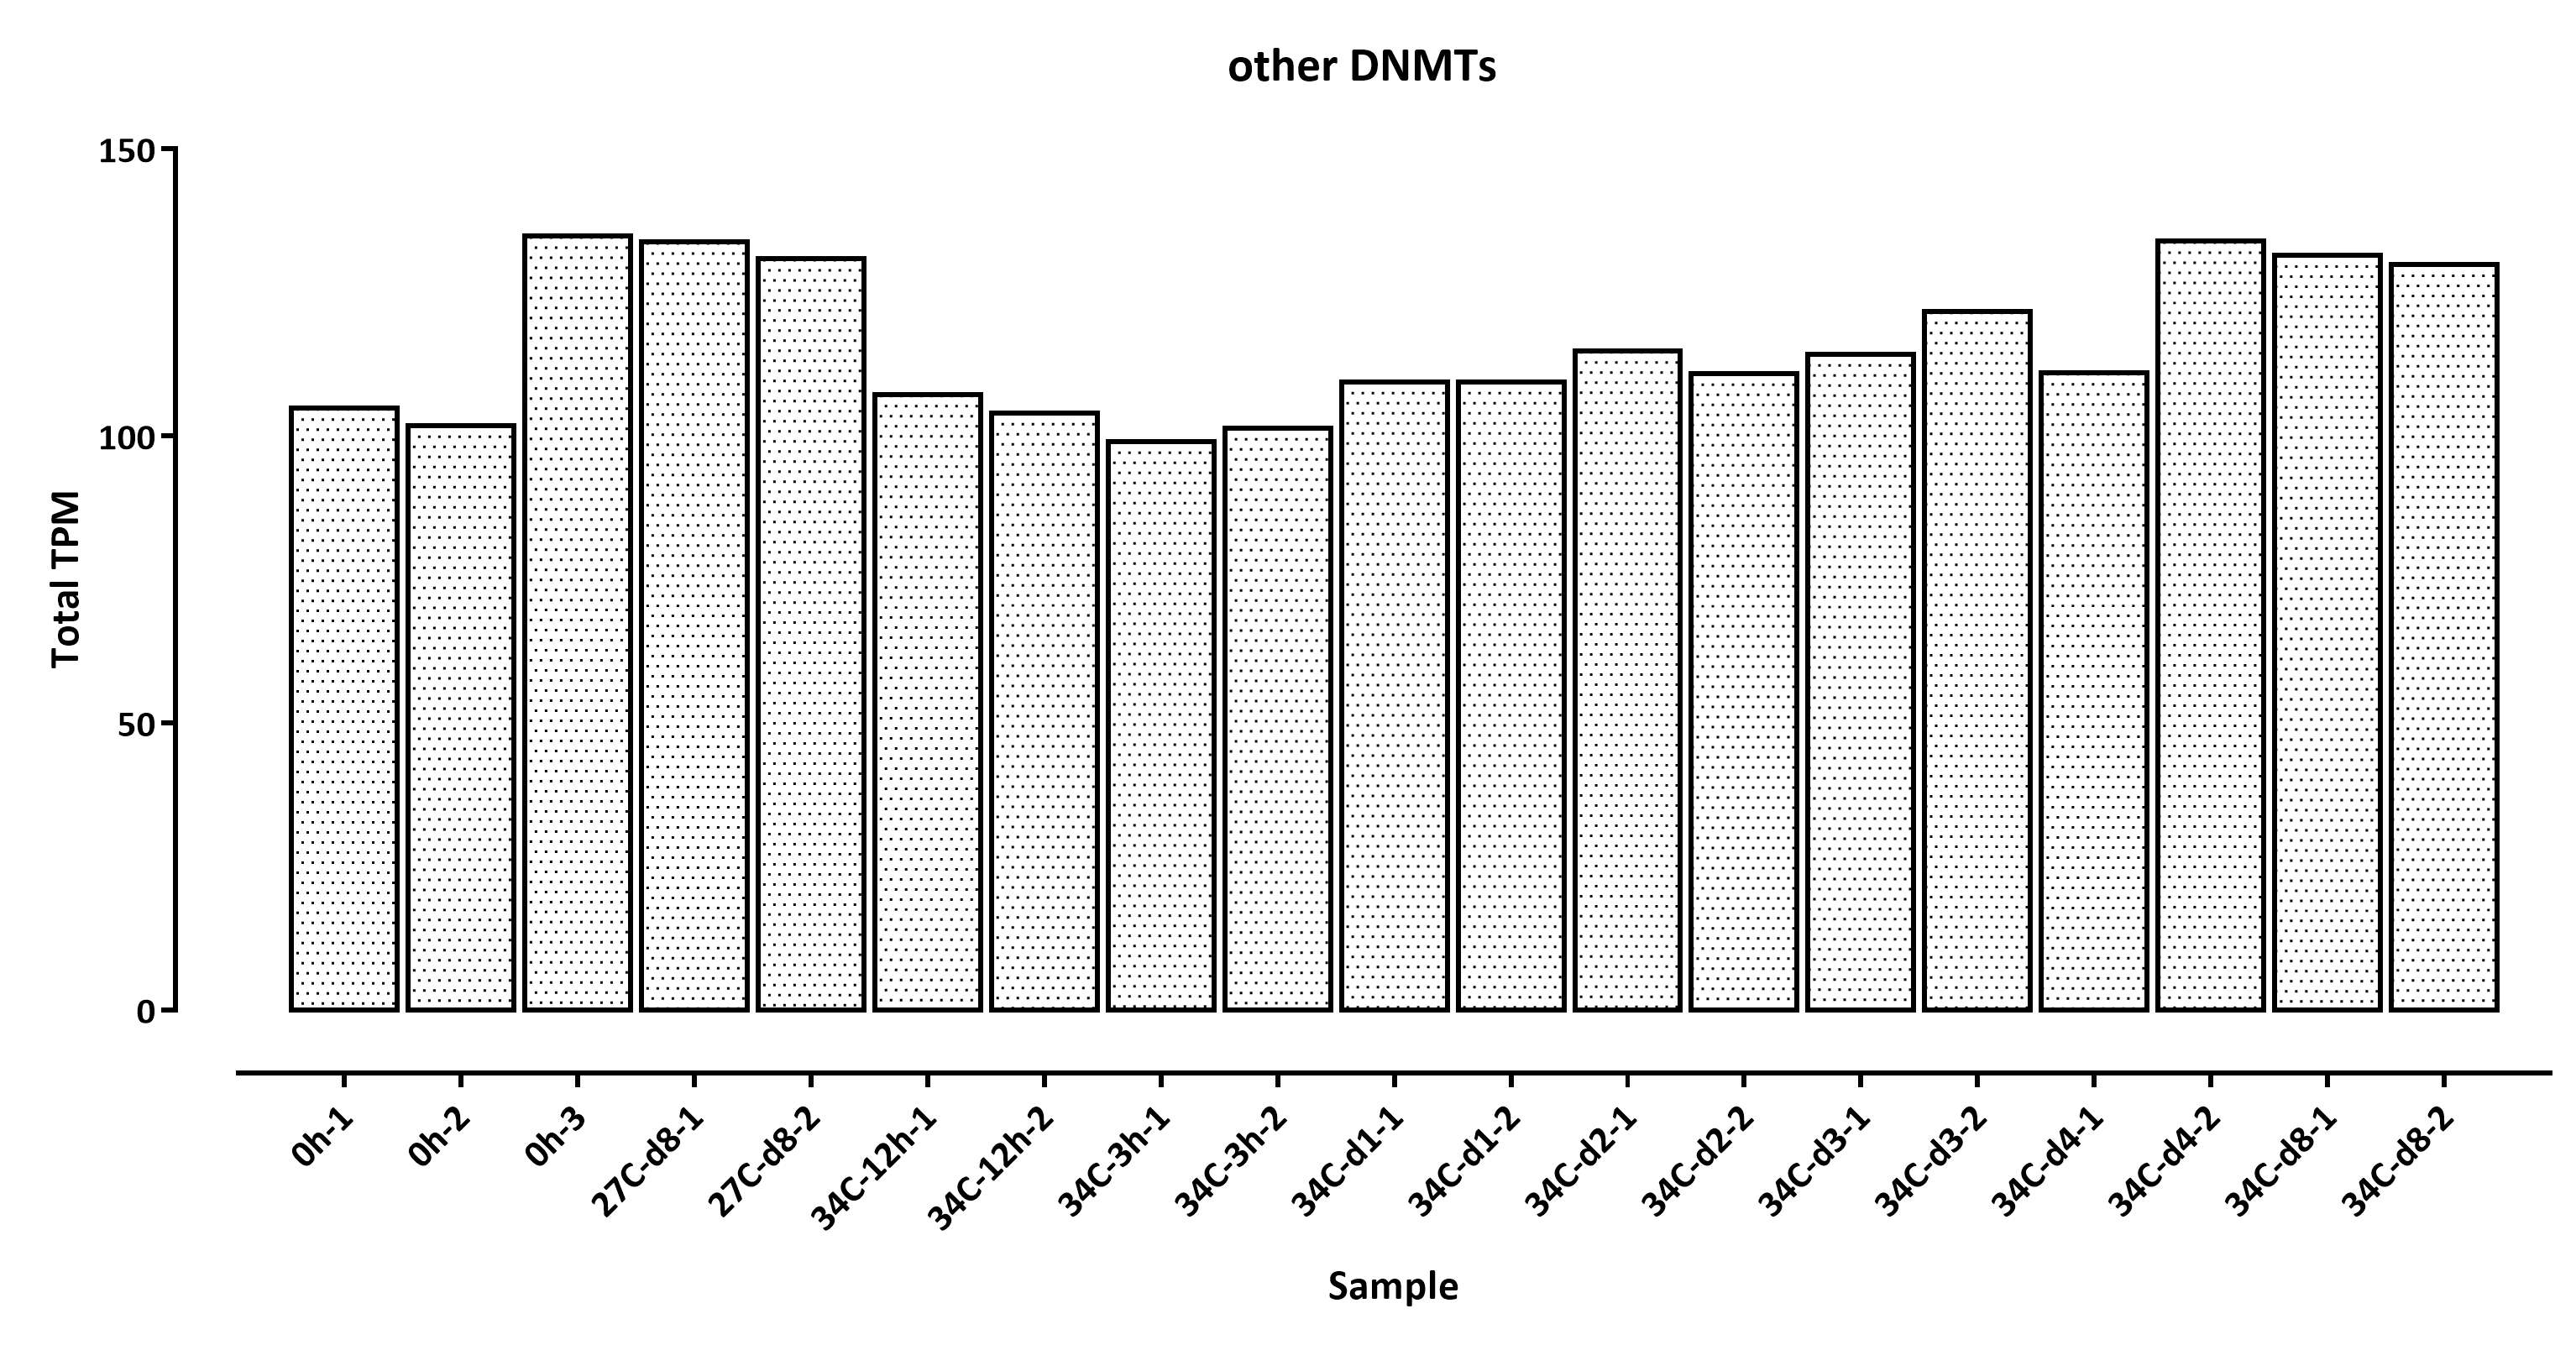 other DNMTs
150
100
50
0
Total TPM
0h-1
0h-2
0h-3
27C-d8-1
27C-d8-2
34C-12h-1
34C-12h-2
34C-3h-1
34C-3h-2
34C-d1-1
34C-d1-2
34C-d2-1
34C-d2-2
34C-d3-1
34C-d3-2
34C-d4-1
34C-d4-2
34C-d8-1
34C-d8-2
Sample